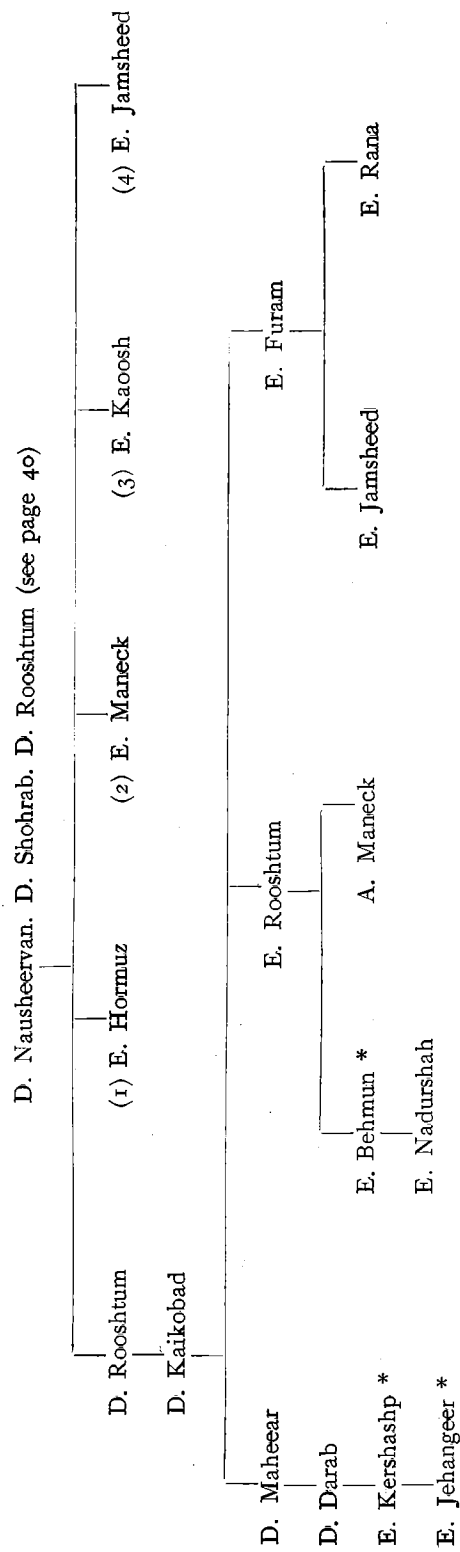 D. Nausheervan. D. Shohrab. D. Rooshtum (see page 40)
D. Rooshtum (1) E. Hormuz (2) E. Maneck (3) E. Kaoosh (4) E. Jamsheed
D. Kaikobad
D. Maheear E. Rooshtum E. Furam
D. Darab E. Behmun * A. Maneck E. Jamsheed E. Rana
E. Kershashp * E. Nadurshah
E. Jehangeer *